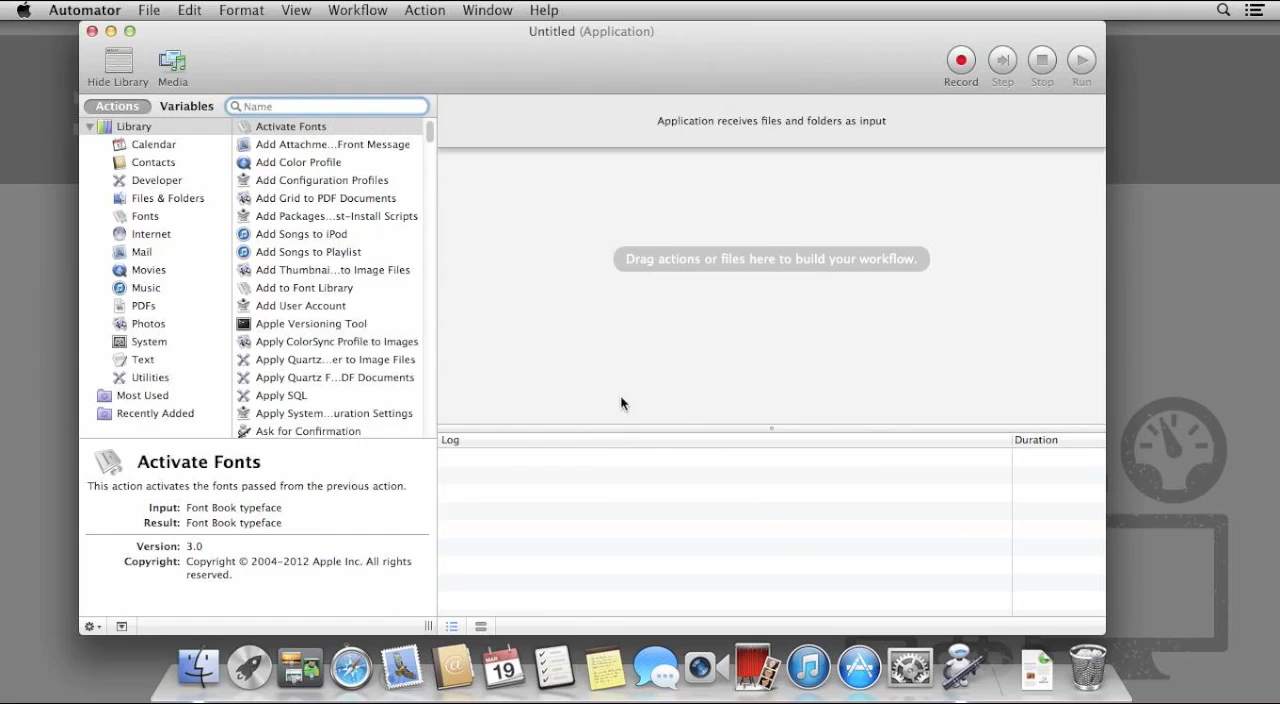 Automator File Edit Format View Workflow Action Window Help
Untitled (Application)
Hide Library Media Record Step Stop Run
Actions Variables Name
Application receives files and folders as input
Library
Calendar
Contacts
Developer
Files & Folders
Fonts
Internet
Mail
Movies
Music
PDFs
Photos
System
Text
Utilities
Most Used
Recently Added
Activate Fonts
Add Attachme...Front Message
Add Color Profile
Add Configuration Profiles
Add Grid to PDF Documents
Add Packages...st-Install Scripts
Add Songs to iPod
Add Songs to Playlist
Add Thumbnai...to Image Files
Add to Font Library
Add User Account
Apple Versioning Tool
Apply ColorSync Profile to Images
Apply Quartz...er to Image Files
Apply Quartz F...DF Documents
Apply SQL
Apply System...uration Settings
Ask for Confirmation
Drag actions or files here to build your workflow.
Log Duration
Activate Fonts
This action activates the fonts passed from the previous action.
Input: Font Book typeface
Result: Font Book typeface
Version: 3.0
Copyright: Copyright © 2004-2012 Apple Inc. All rights
reserved.
MAR
19